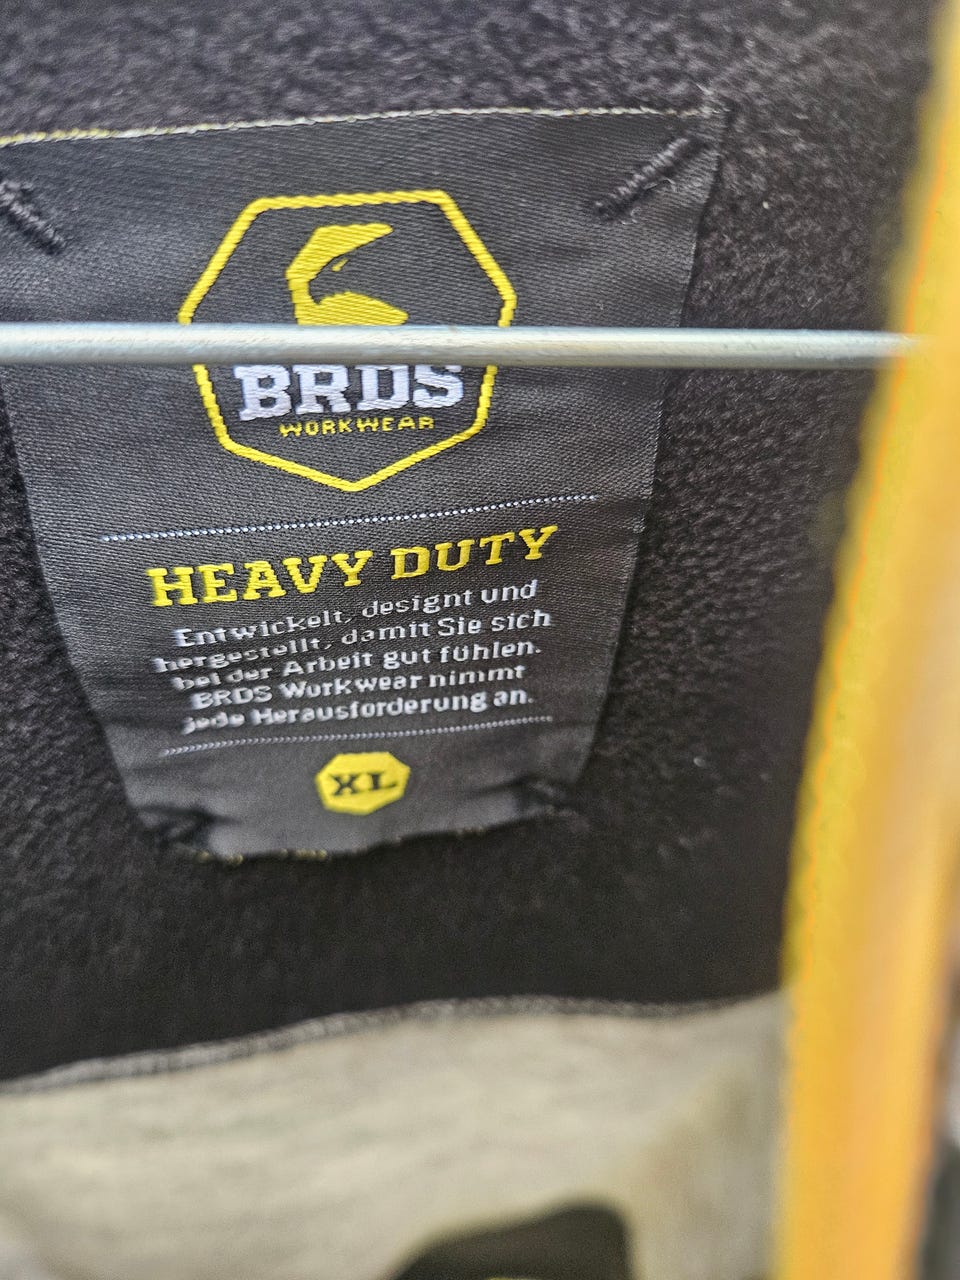 BRDS
WORKWEAR
HEAVY DUTY
Entwickelt, designt und
hergestellt, damit Sie sich
bei der Arbeit gut fühlen.
BRDS Workwear nimmt
jede Herausforderung an.
XL